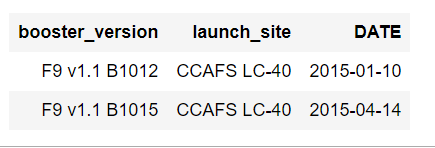 booster_version launch_site DATE
F9 v1.1 B1012 CCAFS LC-40 2015-01-10
F9 v1.1 B1015 CCAFS LC-40 2015-04-14